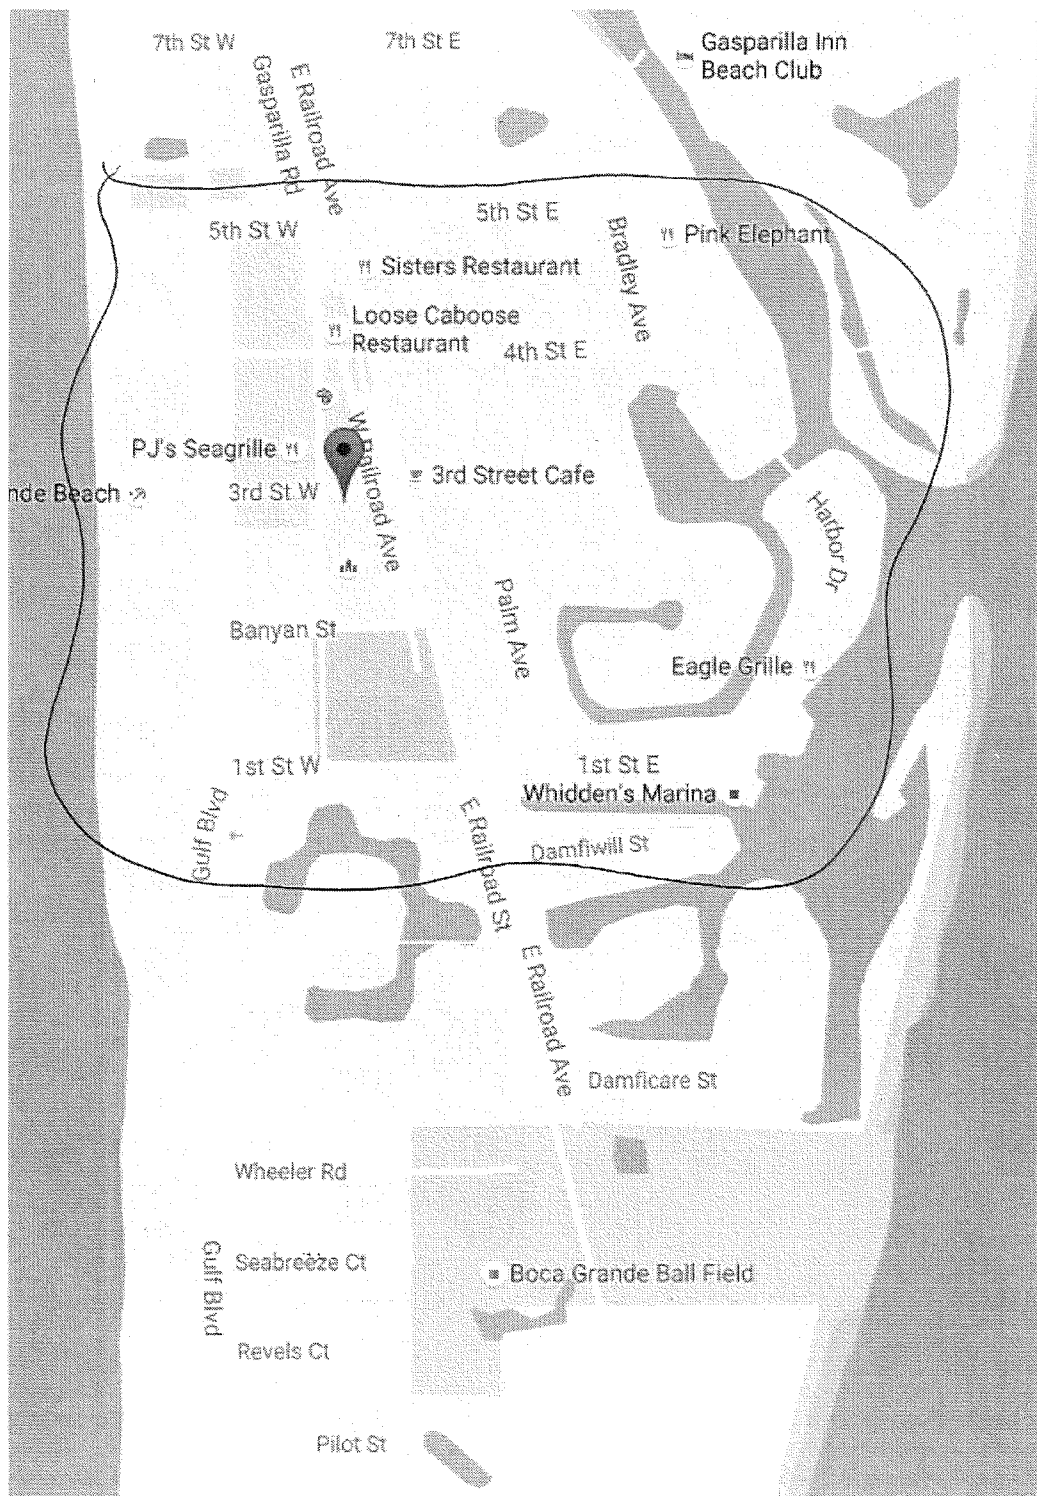 7th St W
7th St E
Gasparilla Inn
Beach Club
Gasparilla Rd
E Railroad Ave
5th St W
5th St E
Bradley Ave
Pink Elephant
Sisters Restaurant
Loose Caboose
Restaurant
4th St E
W Railroad Ave
PJ's Seagrille
3rd Street Cafe
nde Beach
3rd St W
Harbor Dr
Palm Ave
Banyan St
Eagle Grille
1st St W
1st St E
Whidden's Marina
Gulf Blvd
E Railroad St
Damfiwill St
E Railroad Ave
Damficare St
Wheeler Rd
Gulf Blvd
Seabreeze Ct
Boca Grande Ball Field
Revels Ct
Pilot St